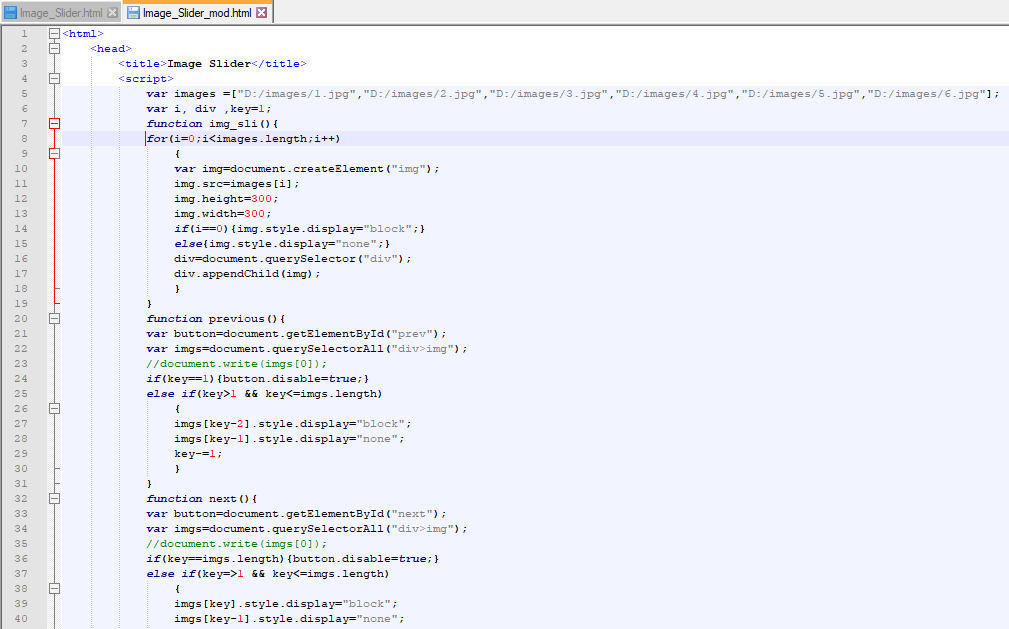 Image_Slider.html Image_Slider_mod.html
1 <html>
2 <head>
3 <title>Image Slider</title>
4 <script>
5 var images =["D:/images/1.jpg","D:/images/2.jpg","D:/images/3.jpg","D:/images/4.jpg","D:/images/5.jpg","D:/images/6.jpg"];
6 var i, div ,key=1;
7 function img_sli(){
8 for(i=0;i<images.length;i++)
9 {
10 var img=document.createElement("img");
11 img.src=images[i];
12 img.height=300;
13 img.width=300;
14 if(i==0){img.style.display="block";}
15 else{img.style.display="none";}
16 div=document.querySelector("div");
17 div.appendChild(img);
18 }
19 }
20 function previous(){
21 var button=document.getElementById("prev");
22 var imgs=document.querySelectorAll("div>img");
23 //document.write(imgs[0]);
24 if(key==1){button.disable=true;}
25 else if(key>1 && key<=imgs.length)
26 {
27 imgs[key-2].style.display="block";
28 imgs[key-1].style.display="none";
29 key-=1;
30 }
31 }
32 function next(){
33 var button=document.getElementById("next");
34 var imgs=document.querySelectorAll("div>img");
35 //document.write(imgs[0]);
36 if(key==imgs.length){button.disable=true;}
37 else if(key=>1 && key<=imgs.length)
38 {
39 imgs[key].style.display="block";
40 imgs[key-1].style.display="none";